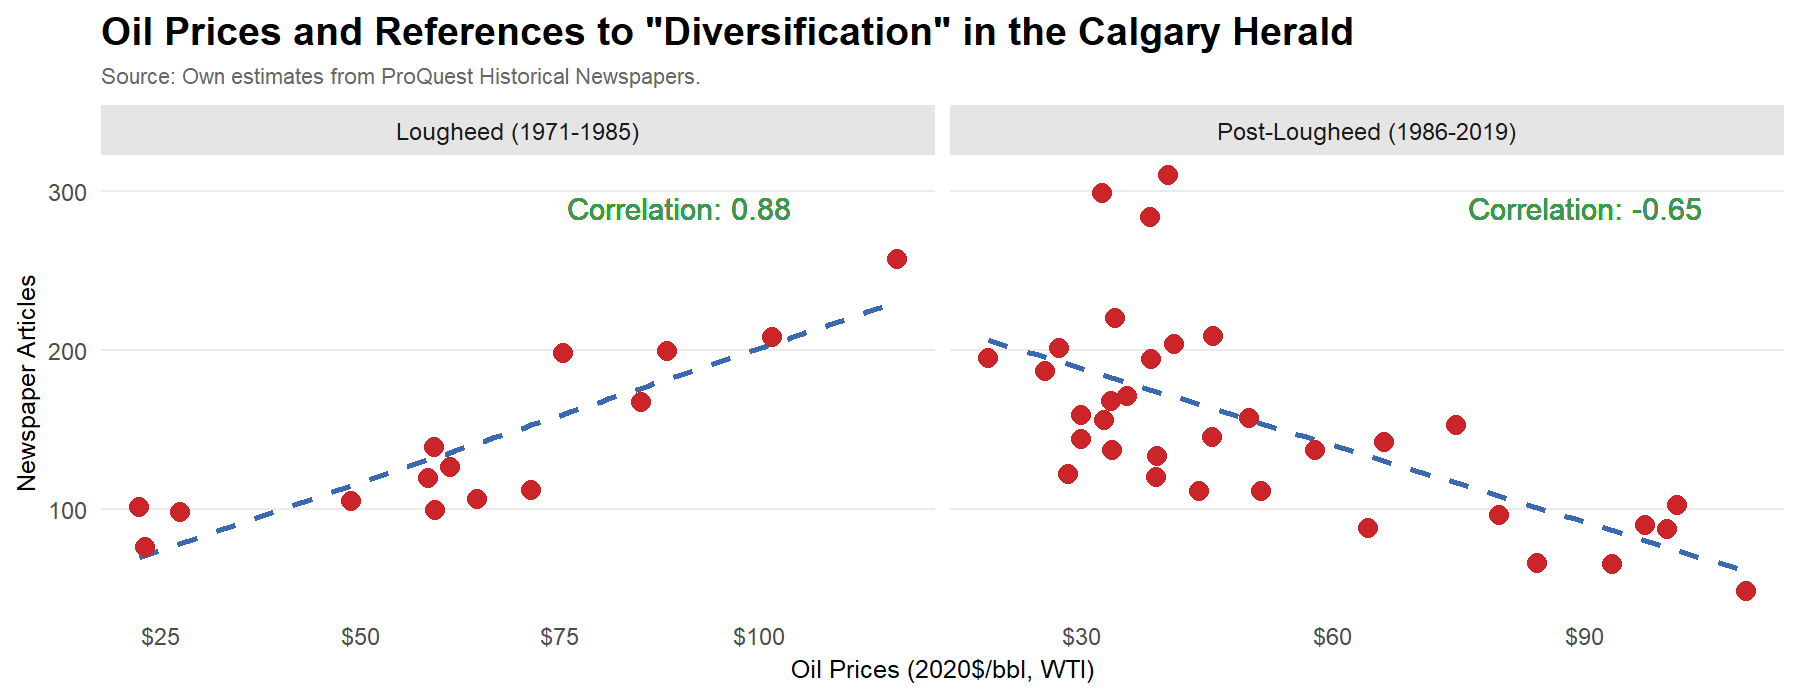 Oil Prices and References to "Diversification" in the Calgary Herald
Source: Own estimates from ProQuest Historical Newspapers.
Lougheed (1971-1985)
Post-Lougheed (1986-2019)
Correlation: 0.88
Correlation: -0.65
Newspaper Articles
300
200
100
$25
$50
$75
$100
$30
$60
$90
Oil Prices (2020$/bbl, WTI)